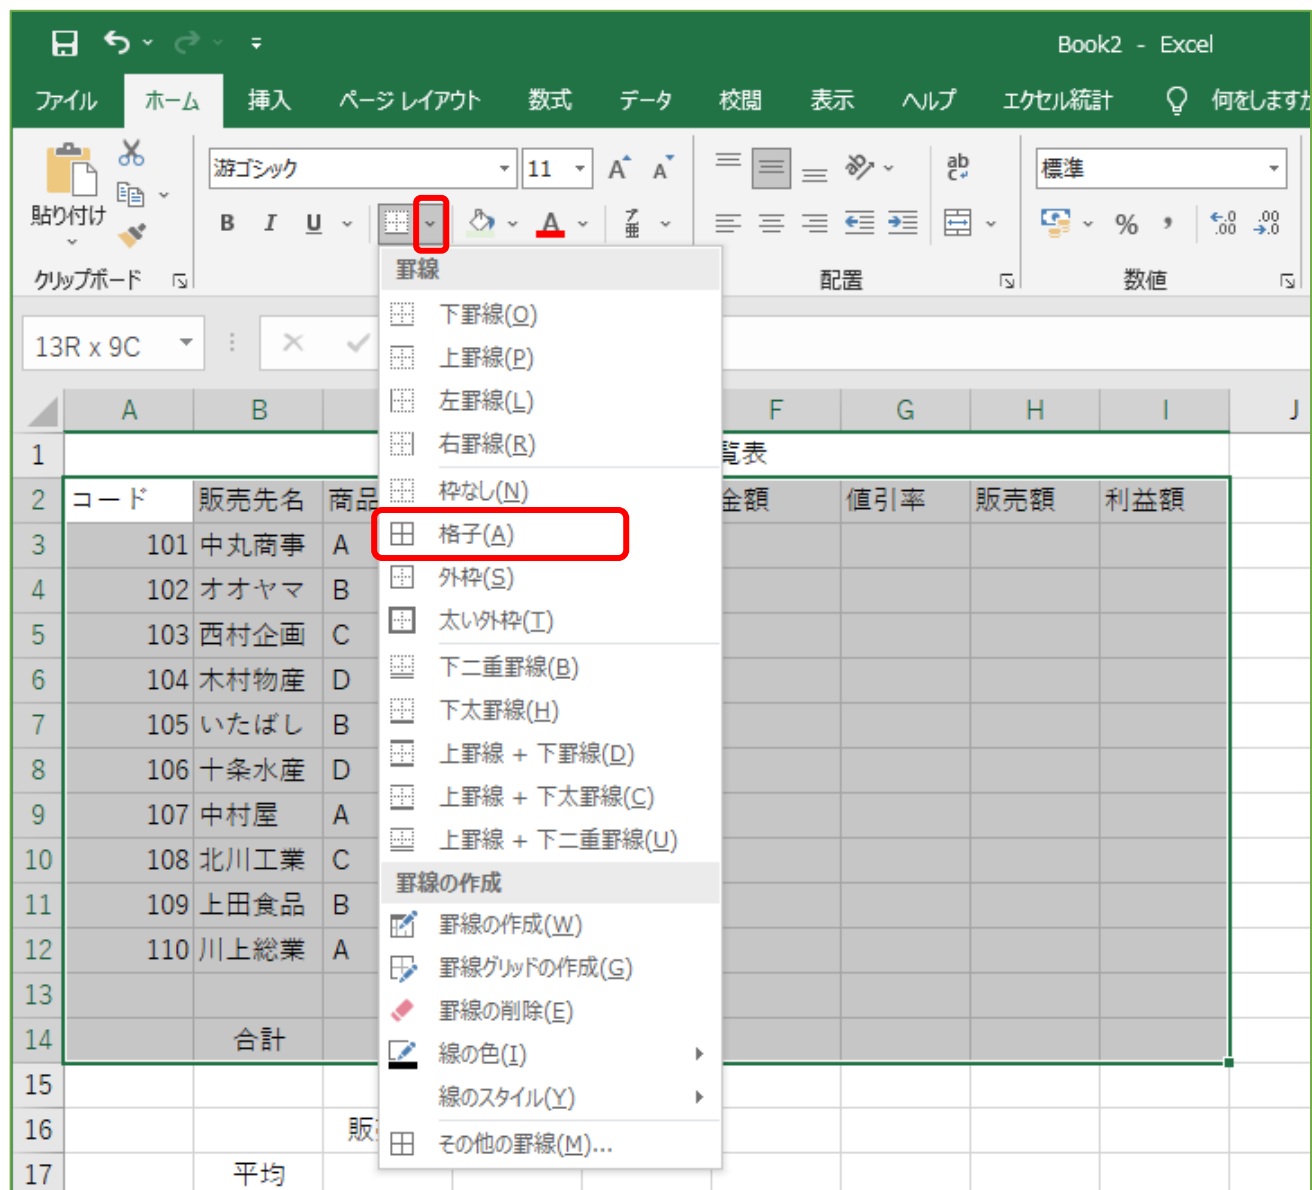 Book2 - Excel
ファイル ホーム 挿入 ページ レイアウト 数式 データ 校閲 表示 ヘルプ エクセル統計 何をしますか
貼り付け
游ゴシック 11 A A ab 標準
B I U A ア亜 % , .0 .00 .00 .0
クリップボード 配置 数値
13R x 9C
A B F G H I J
罫線
下罫線(O)
上罫線(P)
左罫線(L)
右罫線(R)
枠なし(N)
格子(A)
外枠(S)
太い外枠(T)
下二重罫線(B)
下太罫線(H)
上罫線 + 下罫線(D)
上罫線 + 下太罫線(C)
上罫線 + 下二重罫線(U)
罫線の作成
罫線の作成(W)
罫線グリッドの作成(G)
罫線の削除(E)
線の色(I)
線のスタイル(Y)
その他の罫線(M)...
1 覧表
2 コード 販売先名 商品 金額 値引率 販売額 利益額
3 101 中丸商事 A
4 102 オオヤマ B
5 103 西村企画 C
6 104 木村物産 D
7 105 いたばし B
8 106 十条水産 D
9 107 中村屋 A
10 108 北川工業 C
11 109 上田食品 B
12 110 川上総業 A
13
14 合計
15
16 販
17 平均